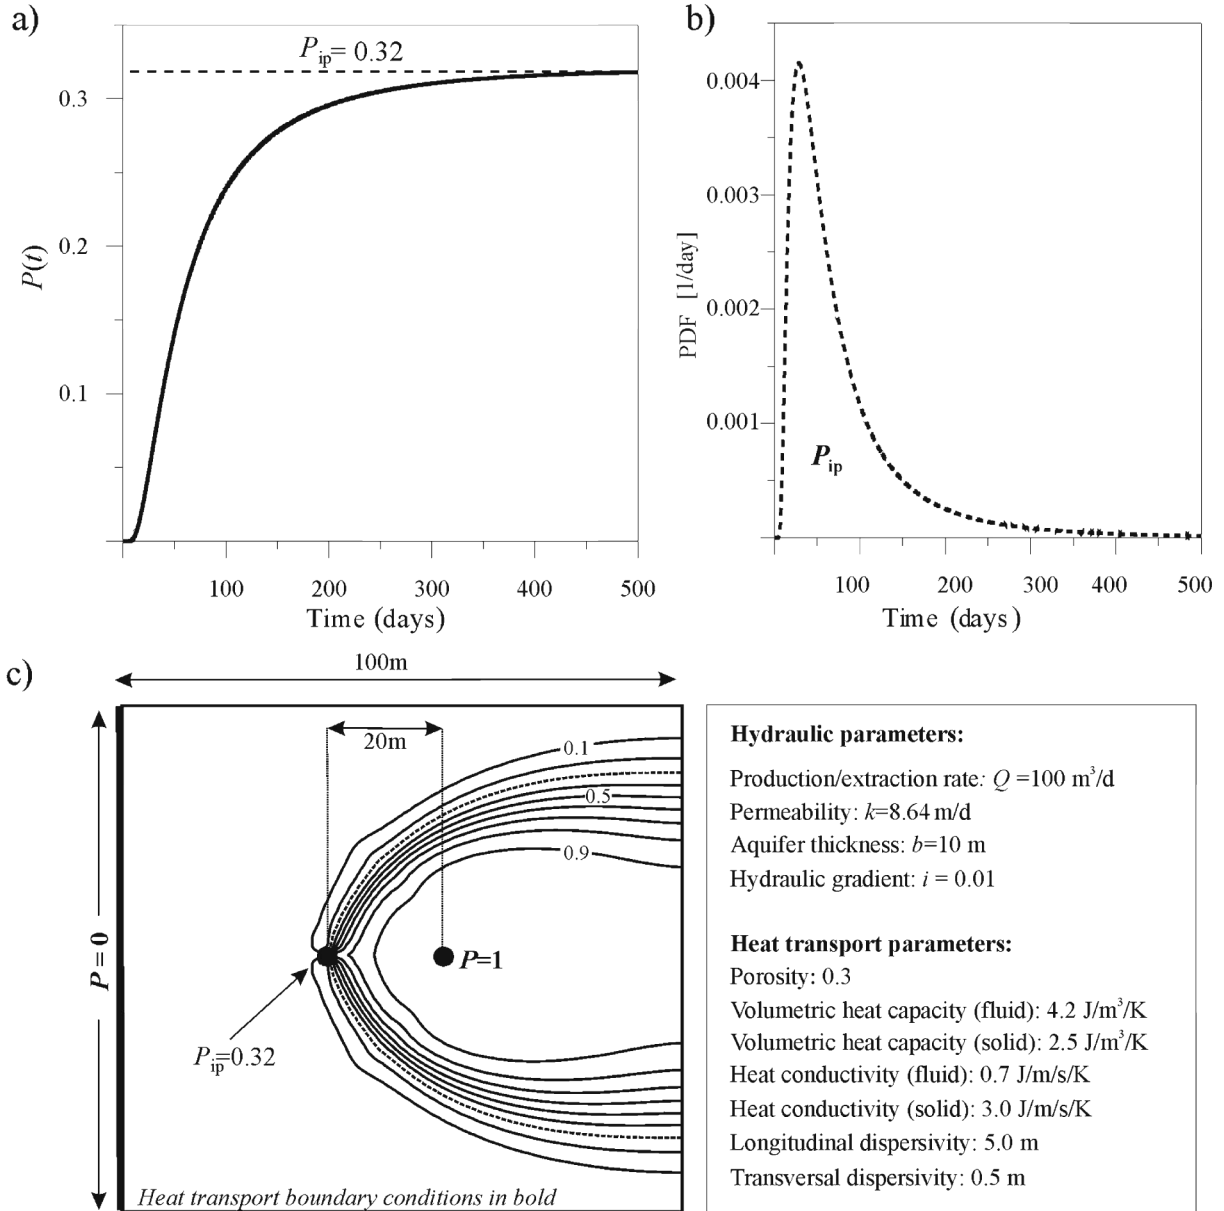 a)
P_ip= 0.32
0.3
0.2
0.1
P(t)
100 200 300 400 500
Time (days)
b)
0.004
0.003
0.002
0.001
PDF [1/day]
P_ip
100 200 300 400 500
Time (days)
c)
100m
20m
0.1
0.5
0.9
P=0
P=1
P_ip=0.32
Heat transport boundary conditions in bold
Hydraulic parameters:
Production/extraction rate: Q =100 m³/d
Permeability: k=8.64 m/d
Aquifer thickness: b=10 m
Hydraulic gradient: i = 0.01
Heat transport parameters:
Porosity: 0.3
Volumetric heat capacity (fluid): 4.2 J/m³/K
Volumetric heat capacity (solid): 2.5 J/m³/K
Heat conductivity (fluid): 0.7 J/m/s/K
Heat conductivity (solid): 3.0 J/m/s/K
Longitudinal dispersivity: 5.0 m
Transversal dispersivity: 0.5 m